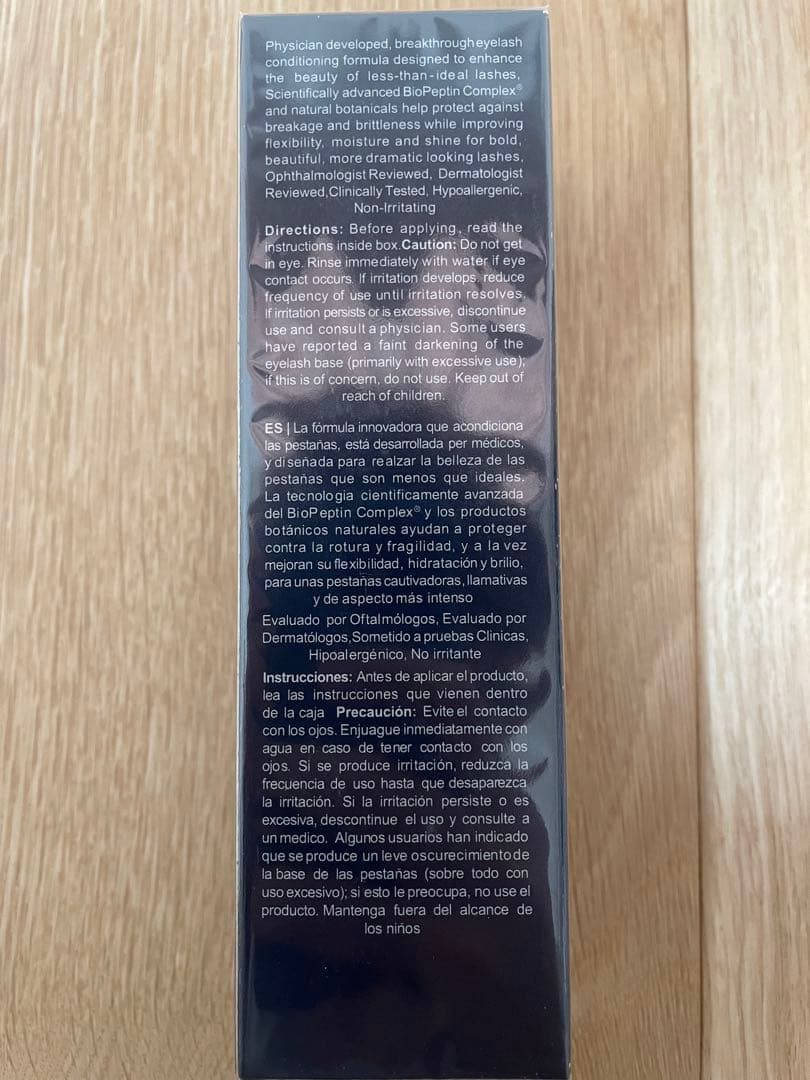 Physician developed, breakthrougheyelash
conditioning formula designed to enhance
the beauty of less-than-ideal lashes,
Scientifically advanced BioPeptin Complex®
and natural botanicals help protect against
breakage and brittleness while improving
flexibility, moisture and shine for bold,
beautiful, more dramatic looking lashes,
Ophthalmologist Reviewed, Dermatologist
Reviewed,Clinically Tested, Hypoallergenic,
Non-Irritating
Directions: Before applying, read the
instructions inside box.Caution: Do not get
in eye. Rinse immediately with water if eye
contact occurs. If irritation develops, reduce
frequency of use until irritation resolves.
If irritation persists or is excessive, discontinue
use and consult a physician. Some users
have reported a faint darkening of the
eyelash base (primarily with excessive use);
if this is of concern, do not use. Keep out of
reach of children.
ES | La fórmula innovadora que acondiciona
las pestañas, está desarrollada per médicos,
y diseñada para realzar la belleza de las
pestañas que son menos que ideales.
La tecnologia cientificamente avanzada
del BioPeptin Complex® y los productos
botánicos naturales ayudan a proteger
contra la rotura y fragilidad, y a la vez
mejoran su flexibilidad, hidratación y brilio,
para unas pestañas cautivadoras, llamativas
y de aspecto más intenso
Evaluado por Oftalmólogos, Evaluado por
Dermatólogos,Sometido a pruebas Clinicas,
Hipoalergénico, No irritante
Instrucciones: Antes de aplicar el producto,
lea las instrucciones que vienen dentro
de la caja Precaución: Evite el contacto
con los ojos. Enjuague inmediatamente con
agua en caso de tener contacto con los
ojos. Si se produce irritación, reduzca la
frecuencia de uso hasta que desaparezca
la irritación. Si la irritación persiste o es
excesiva, descontinue el uso y consulte a
un medico. Algunos usuarios han indicado
que se produce un leve oscurecimiento de
la base de las pestañas (sobre todo con
uso excesivo); si esto le preocupa, no use el
producto. Mantenga fuera del alcance de
los niños